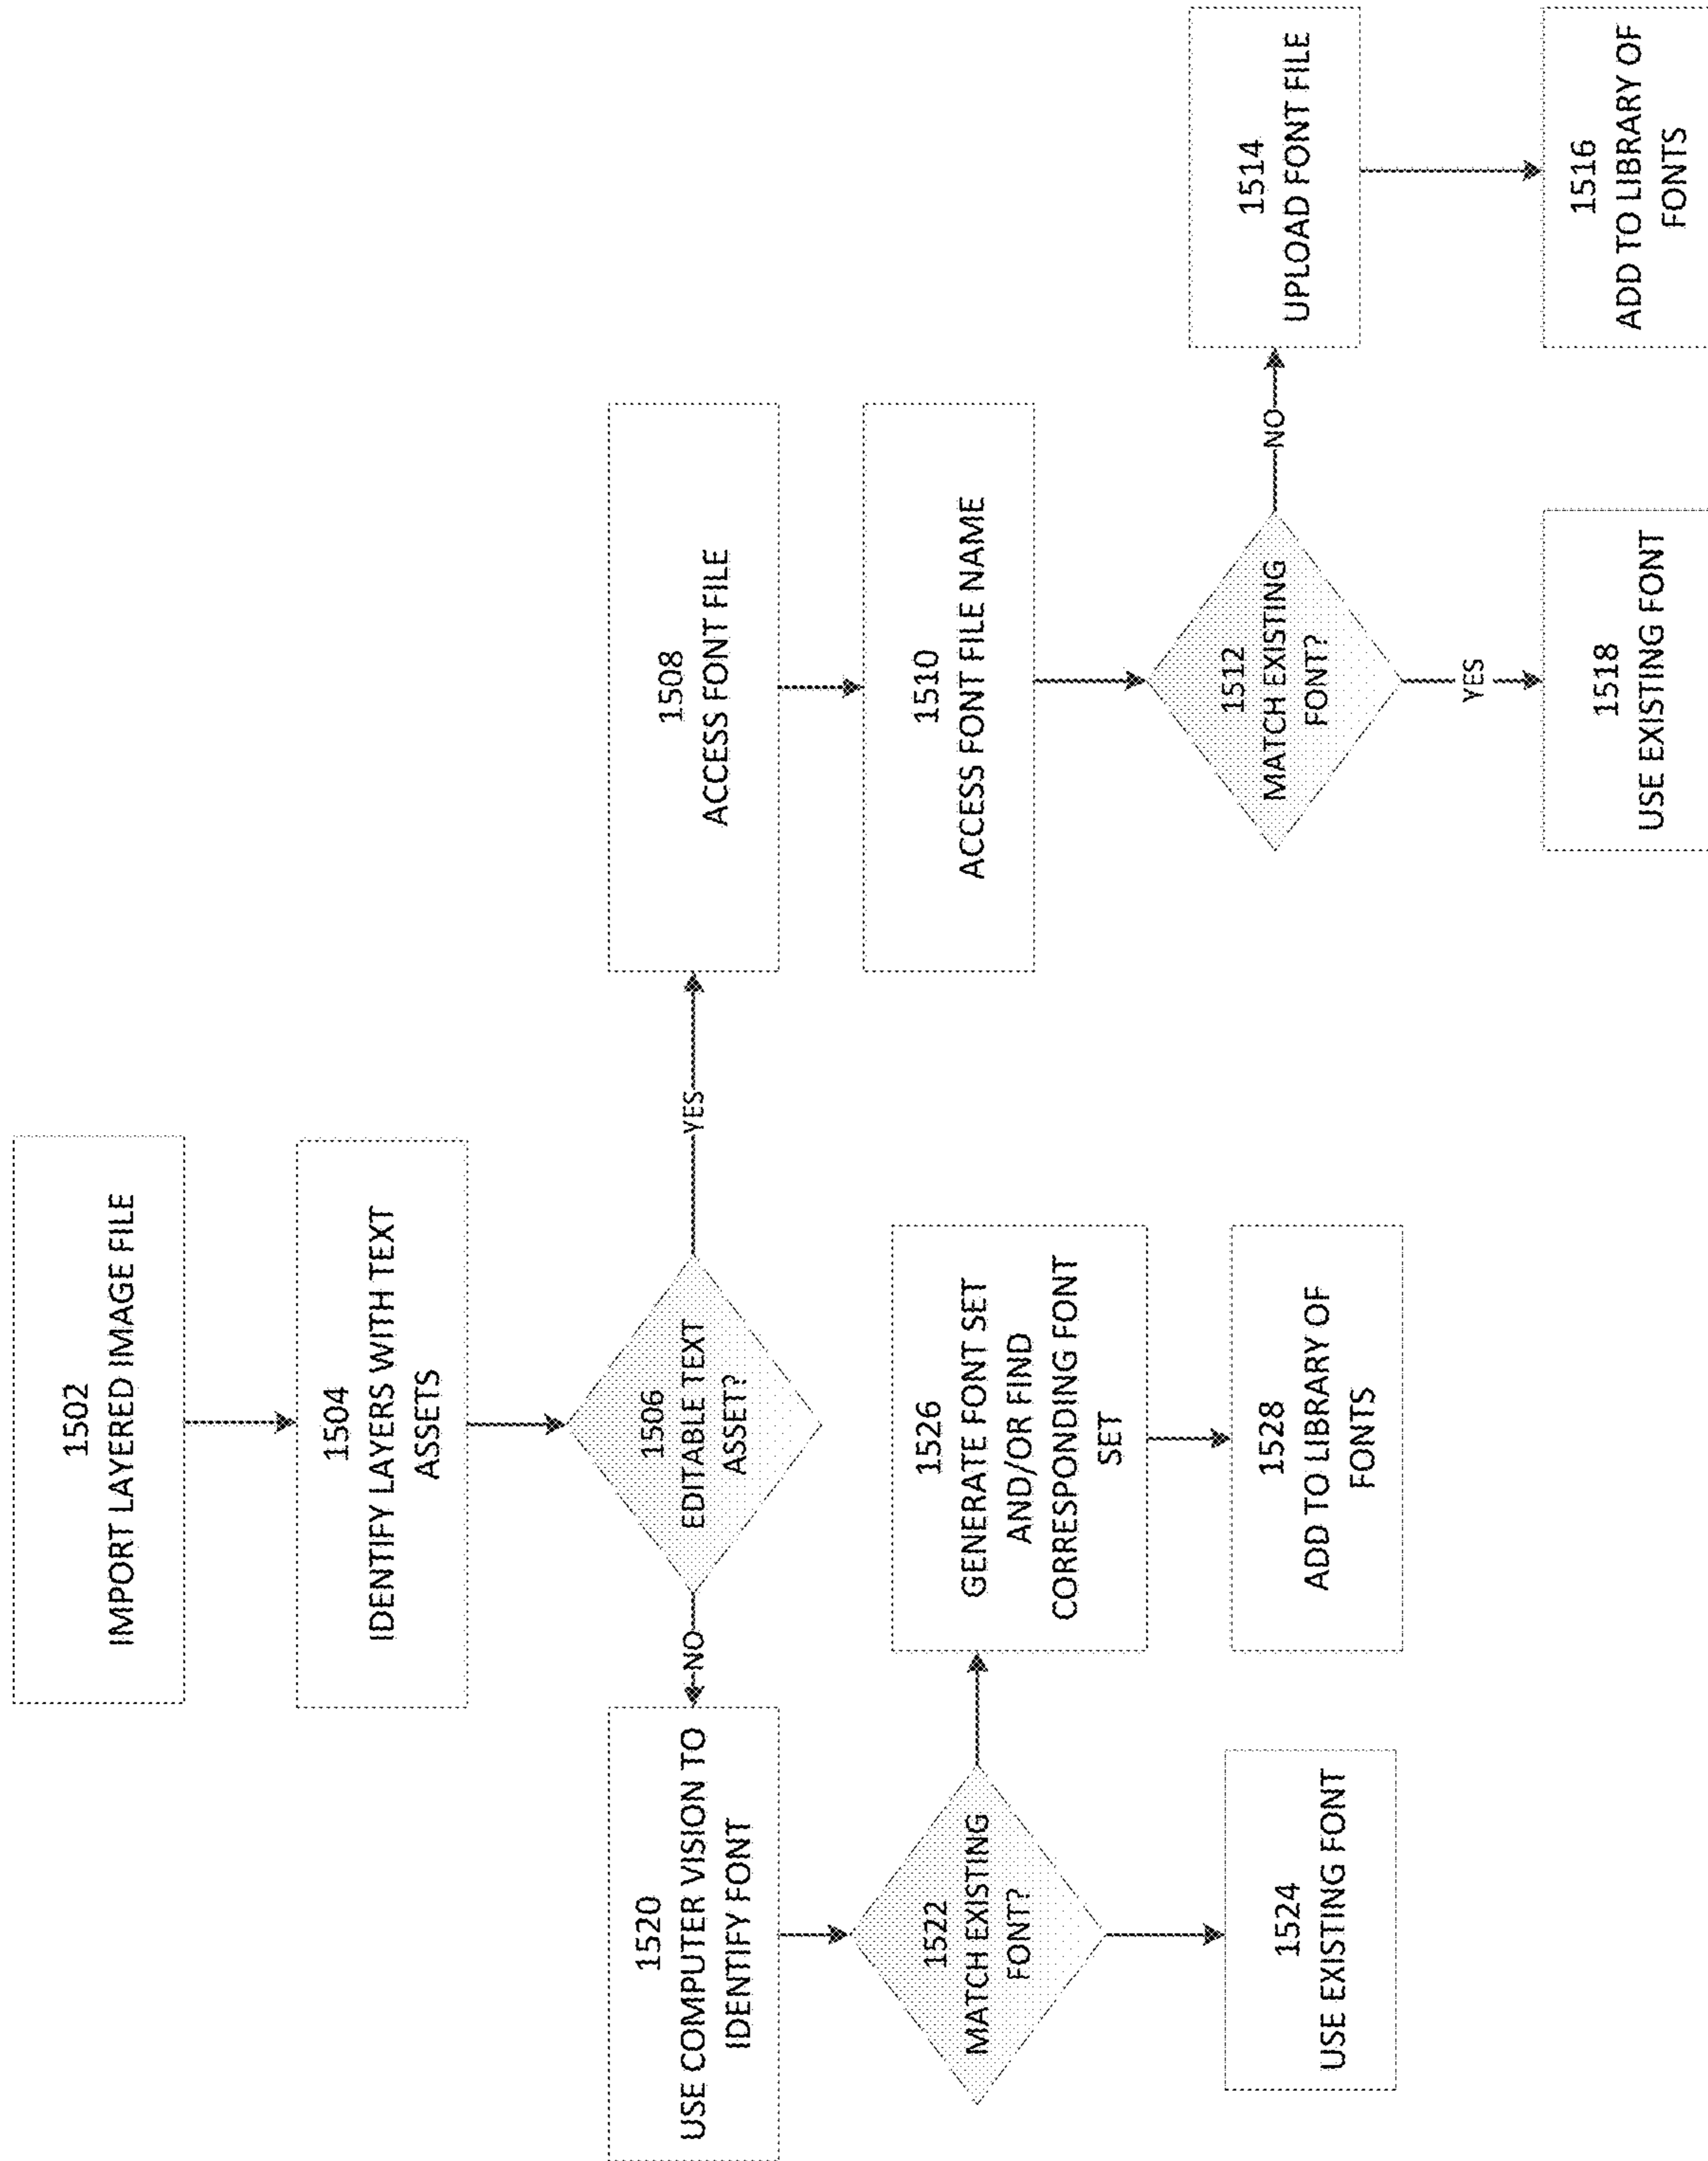 1502
IMPORT LAYERED IMAGE FILE
1504
IDENTIFY LAYERS WITH TEXT
ASSETS
1506
EDITABLE TEXT
ASSET?
NO
YES
1520
USE COMPUTER VISION TO
IDENTIFY FONT
1522
MATCH EXISTING
FONT?
1524
USE EXISTING FONT
1526
GENERATE FONT SET
AND/OR FIND
CORRESPONDING FONT
SET
1528
ADD TO LIBRARY OF
FONTS
1508
ACCESS FONT FILE
1510
ACCESS FONT FILE NAME
1512
MATCH EXISTING
FONT?
NO
YES
1514
UPLOAD FONT FILE
1516
ADD TO LIBRARY OF
FONTS
1518
USE EXISTING FONT